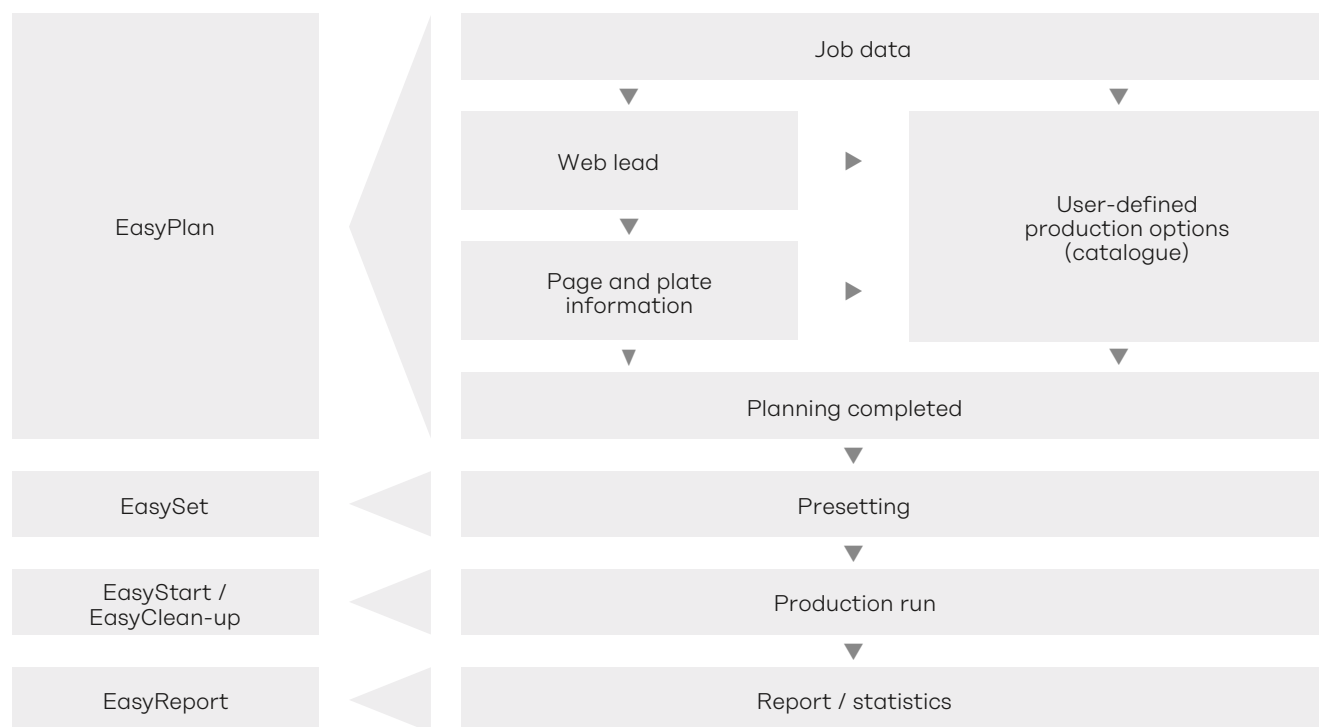 Job data
EasyPlan
Web lead
User-defined
production options
(catalogue)
Page and plate
information
Planning completed
EasySet
Presetting
EasyStart /
EasyClean-up
Production run
EasyReport
Report / statistics